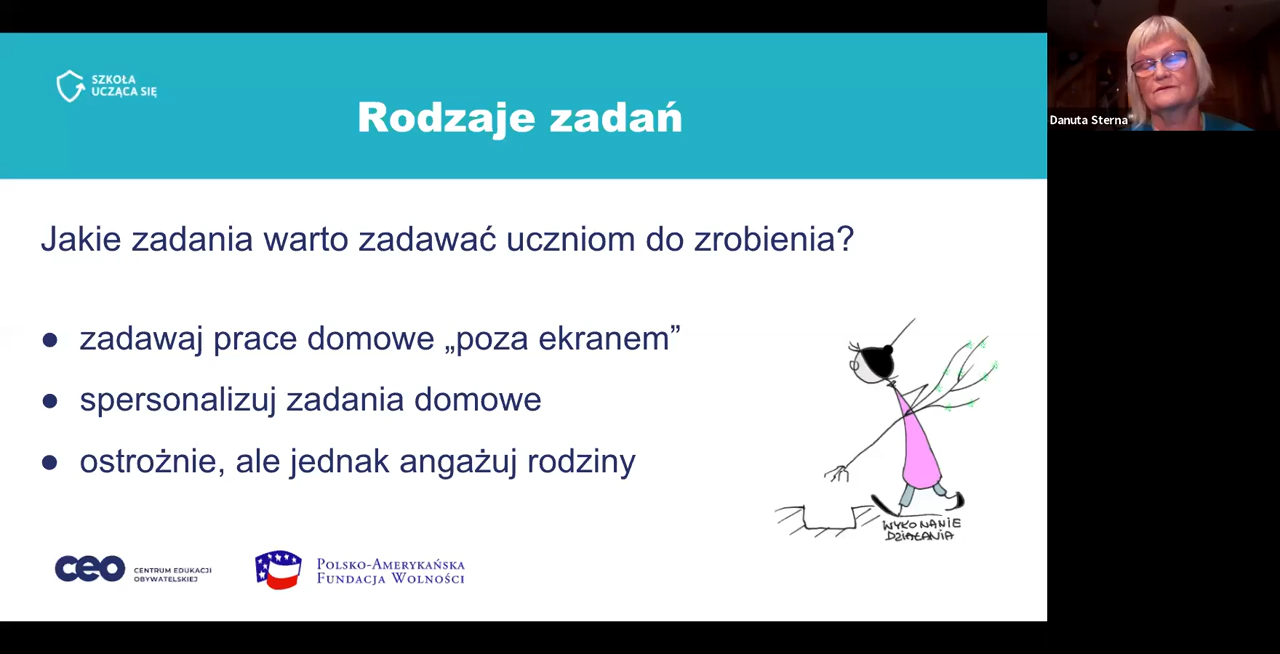 SZKOŁA
UCZĄCA SIĘ
Rodzaje zadań
Danuta Sterna
Jakie zadania warto zadawać uczniom do zrobienia?
● zadawaj prace domowe „poza ekranem”
● spersonalizuj zadania domowe
● ostrożnie, ale jednak angażuj rodziny
WYKONANIE
DZIAŁANIA
CEO CENTRUM EDUKACJI
OBYWATELSKIEJ
POLSKO-AMERYKAŃSKA
FUNDACJA WOLNOŚCI